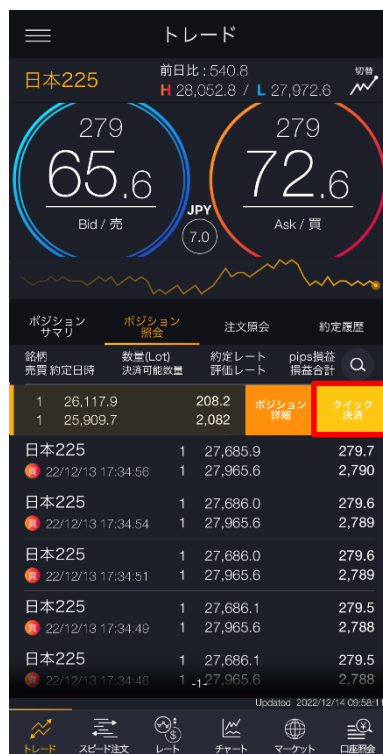 トレード
日本225
前日比 : 540.8
H 28,052.8 / L 27,972.6
切替
279
65.6
Bid / 売
JPY
7.0
279
72.6
Ask / 買
ポジション
サマリ
ポジション
照会
注文照会
約定履歴
銘柄 数量(Lot) 約定レート pips損益
売買 約定日時 決済可能数量 評価レート 損益合計
1 26,117.9 208.2
1 25,909.7 2,082
ポジション
詳細
クイック
決済
日本225 1 27,685.9 279.7
買 22/12/13 17:34:56 1 27,965.6 2,790
日本225 1 27,686.0 279.6
買 22/12/13 17:34:54 1 27,965.6 2,789
日本225 1 27,686.0 279.6
買 22/12/13 17:34:51 1 27,965.6 2,789
日本225 1 27,686.1 279.5
買 22/12/13 17:34:49 1 27,965.6 2,788
日本225 1 27,686.1 279.5
買 22/12/13 17:34:46 1 27,965.6 2,788
-1-
Updated 2022/12/14 09:58:11
トレード スピード注文 レート チャート マーケット 口座照会